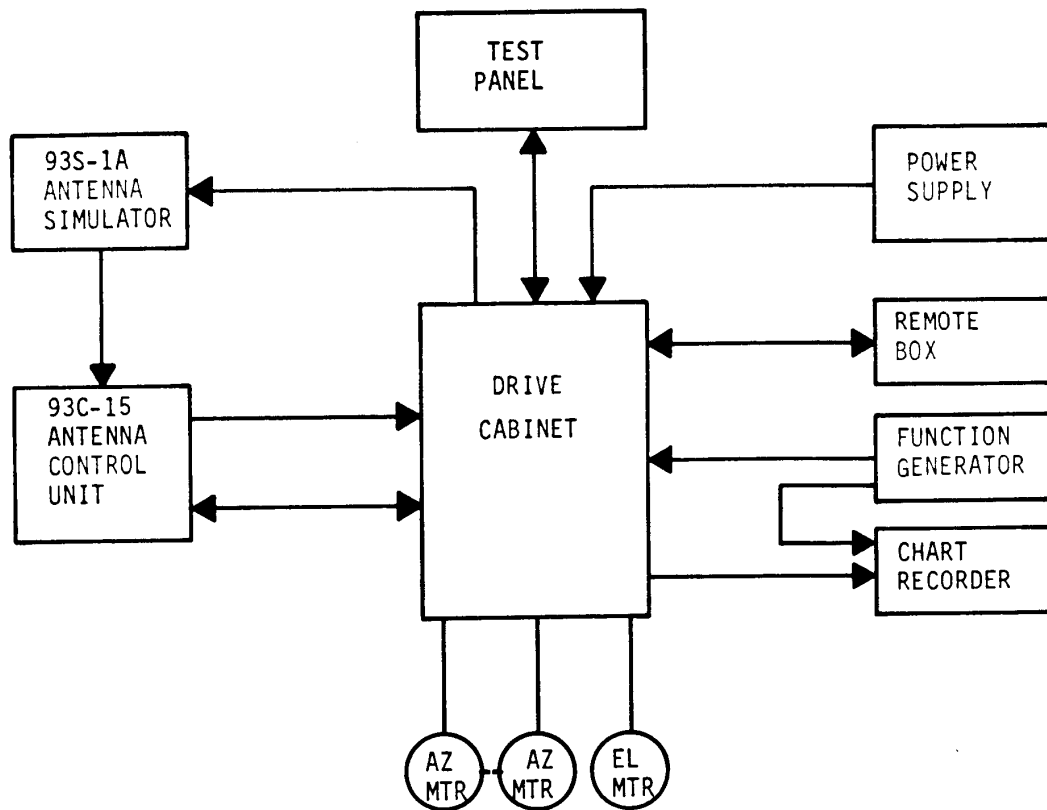 TEST
PANEL
93S-1A
ANTENNA
SIMULATOR
POWER
SUPPLY
REMOTE
BOX
DRIVE
CABINET
93C-15
ANTENNA
CONTROL
UNIT
FUNCTION
GENERATOR
CHART
RECORDER
AZ
MTR
AZ
MTR
EL
MTR